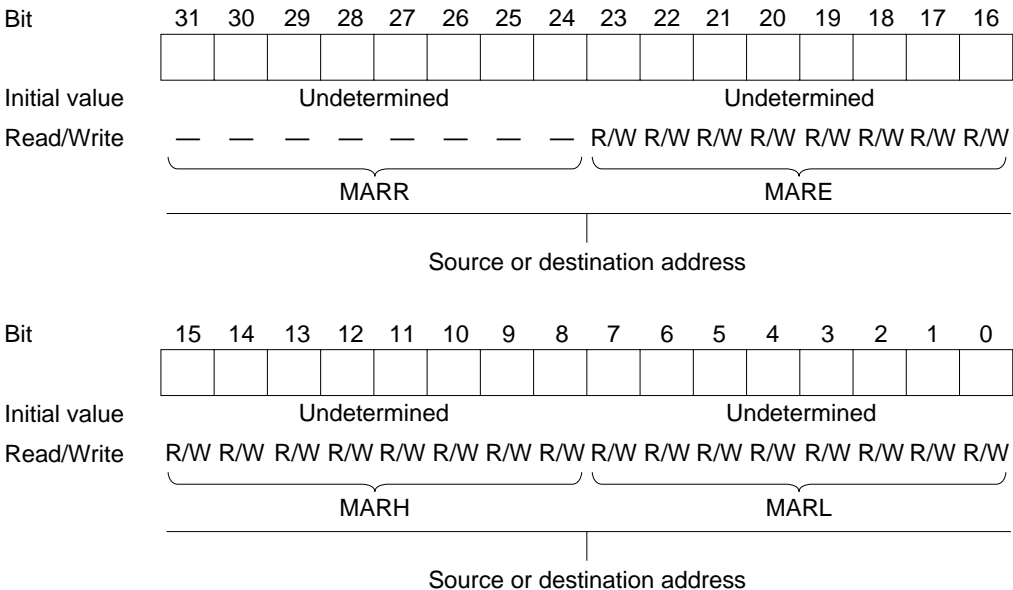 Bit 31 30 29 28 27 26 25 24 23 22 21 20 19 18 17 16
Initial value Undetermined Undetermined
Read/Write — — — — — — — — R/W R/W R/W R/W R/W R/W R/W R/W
MARR MARE
Source or destination address
Bit 15 14 13 12 11 10 9 8 7 6 5 4 3 2 1 0
Initial value Undetermined Undetermined
Read/Write R/W R/W R/W R/W R/W R/W R/W R/W R/W R/W R/W R/W R/W R/W R/W R/W
MARH MARL
Source or destination address